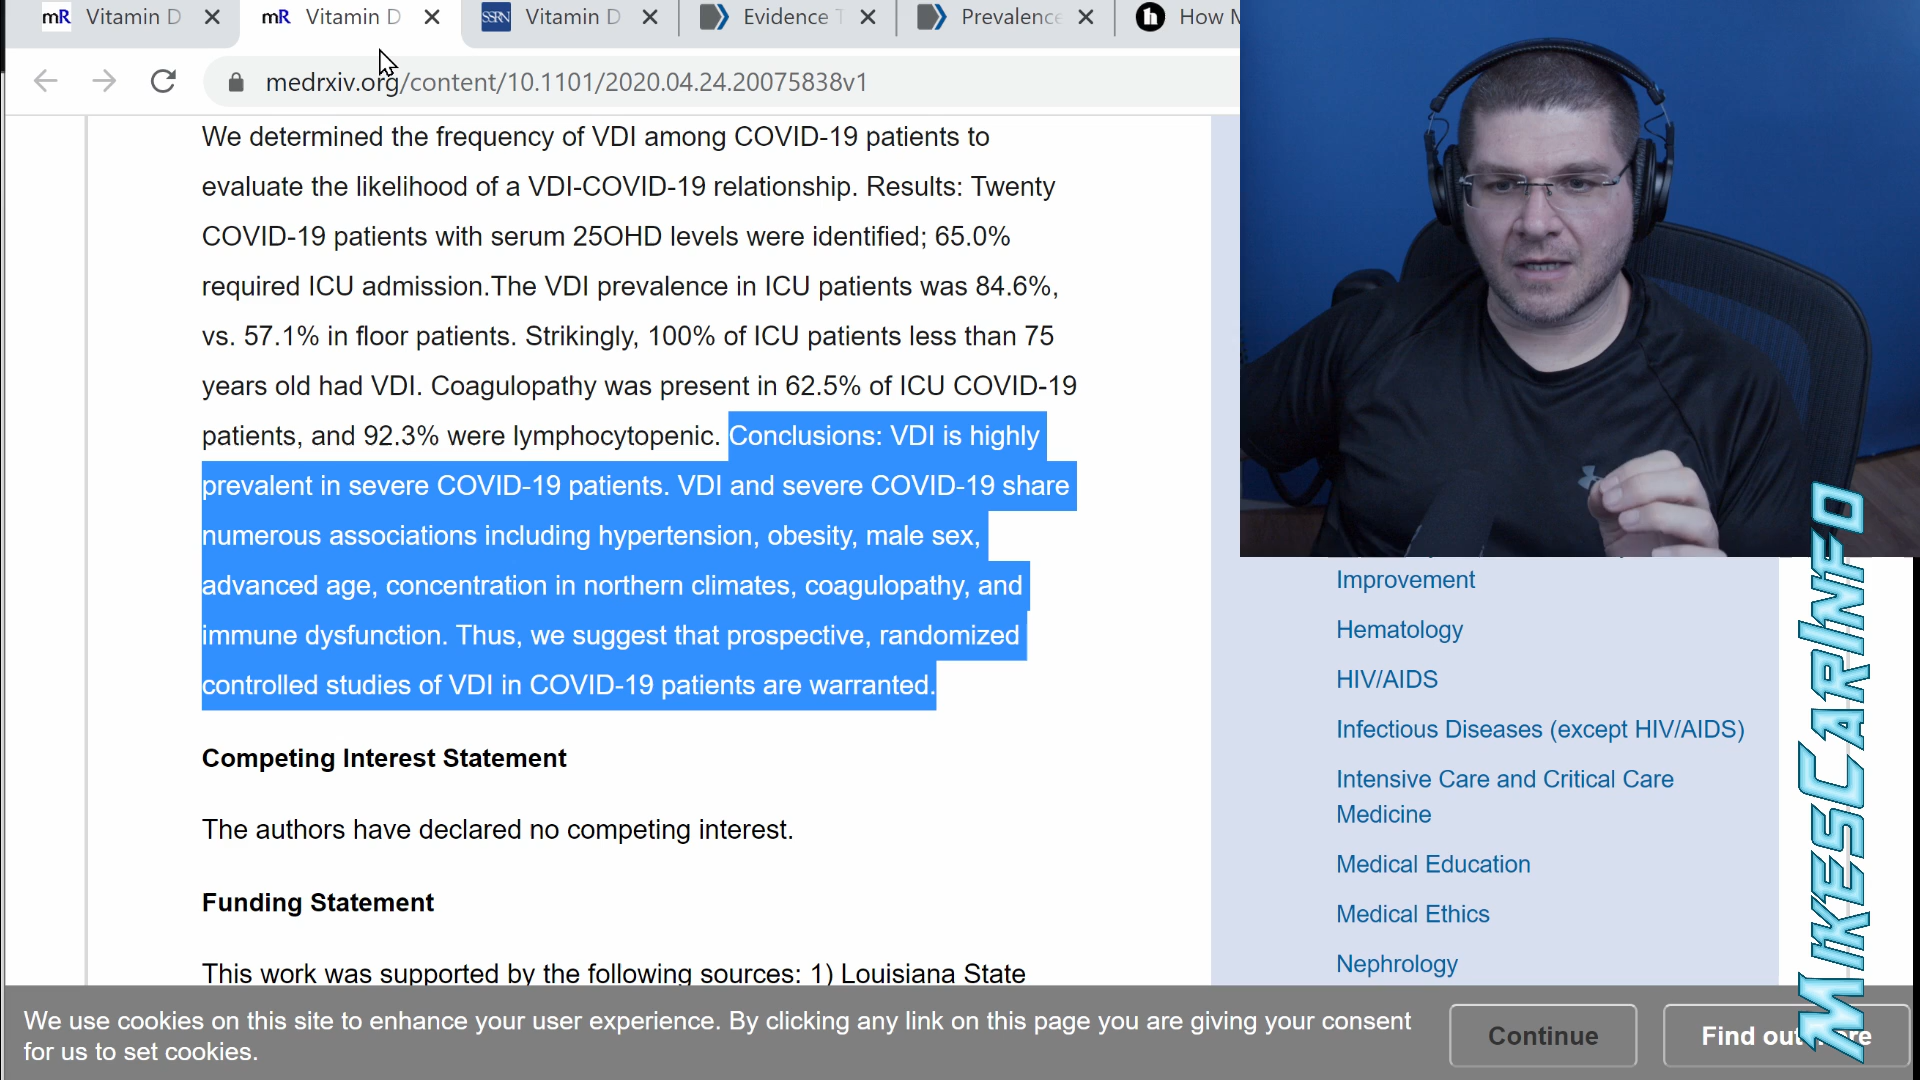 mR Vitamin D
mR Vitamin D
SSRN Vitamin D
Evidence T
Prevalence
h How M
medrxiv.org/content/10.1101/2020.04.24.20075838v1
We determined the frequency of VDI among COVID-19 patients to
evaluate the likelihood of a VDI-COVID-19 relationship. Results: Twenty
COVID-19 patients with serum 25OHD levels were identified; 65.0%
required ICU admission.The VDI prevalence in ICU patients was 84.6%,
vs. 57.1% in floor patients. Strikingly, 100% of ICU patients less than 75
years old had VDI. Coagulopathy was present in 62.5% of ICU COVID-19
patients, and 92.3% were lymphocytopenic. Conclusions: VDI is highly
prevalent in severe COVID-19 patients. VDI and severe COVID-19 share
numerous associations including hypertension, obesity, male sex,
advanced age, concentration in northern climates, coagulopathy, and
immune dysfunction. Thus, we suggest that prospective, randomized
controlled studies of VDI in COVID-19 patients are warranted.
Competing Interest Statement
The authors have declared no competing interest.
Funding Statement
This work was supported by the following sources: 1) Louisiana State
Improvement
Hematology
HIV/AIDS
Infectious Diseases (except HIV/AIDS)
Intensive Care and Critical Care
Medicine
Medical Education
Medical Ethics
Nephrology
MikesCarInfo
We use cookies on this site to enhance your user experience. By clicking any link on this page you are giving your consent
for us to set cookies.
Continue
Find out